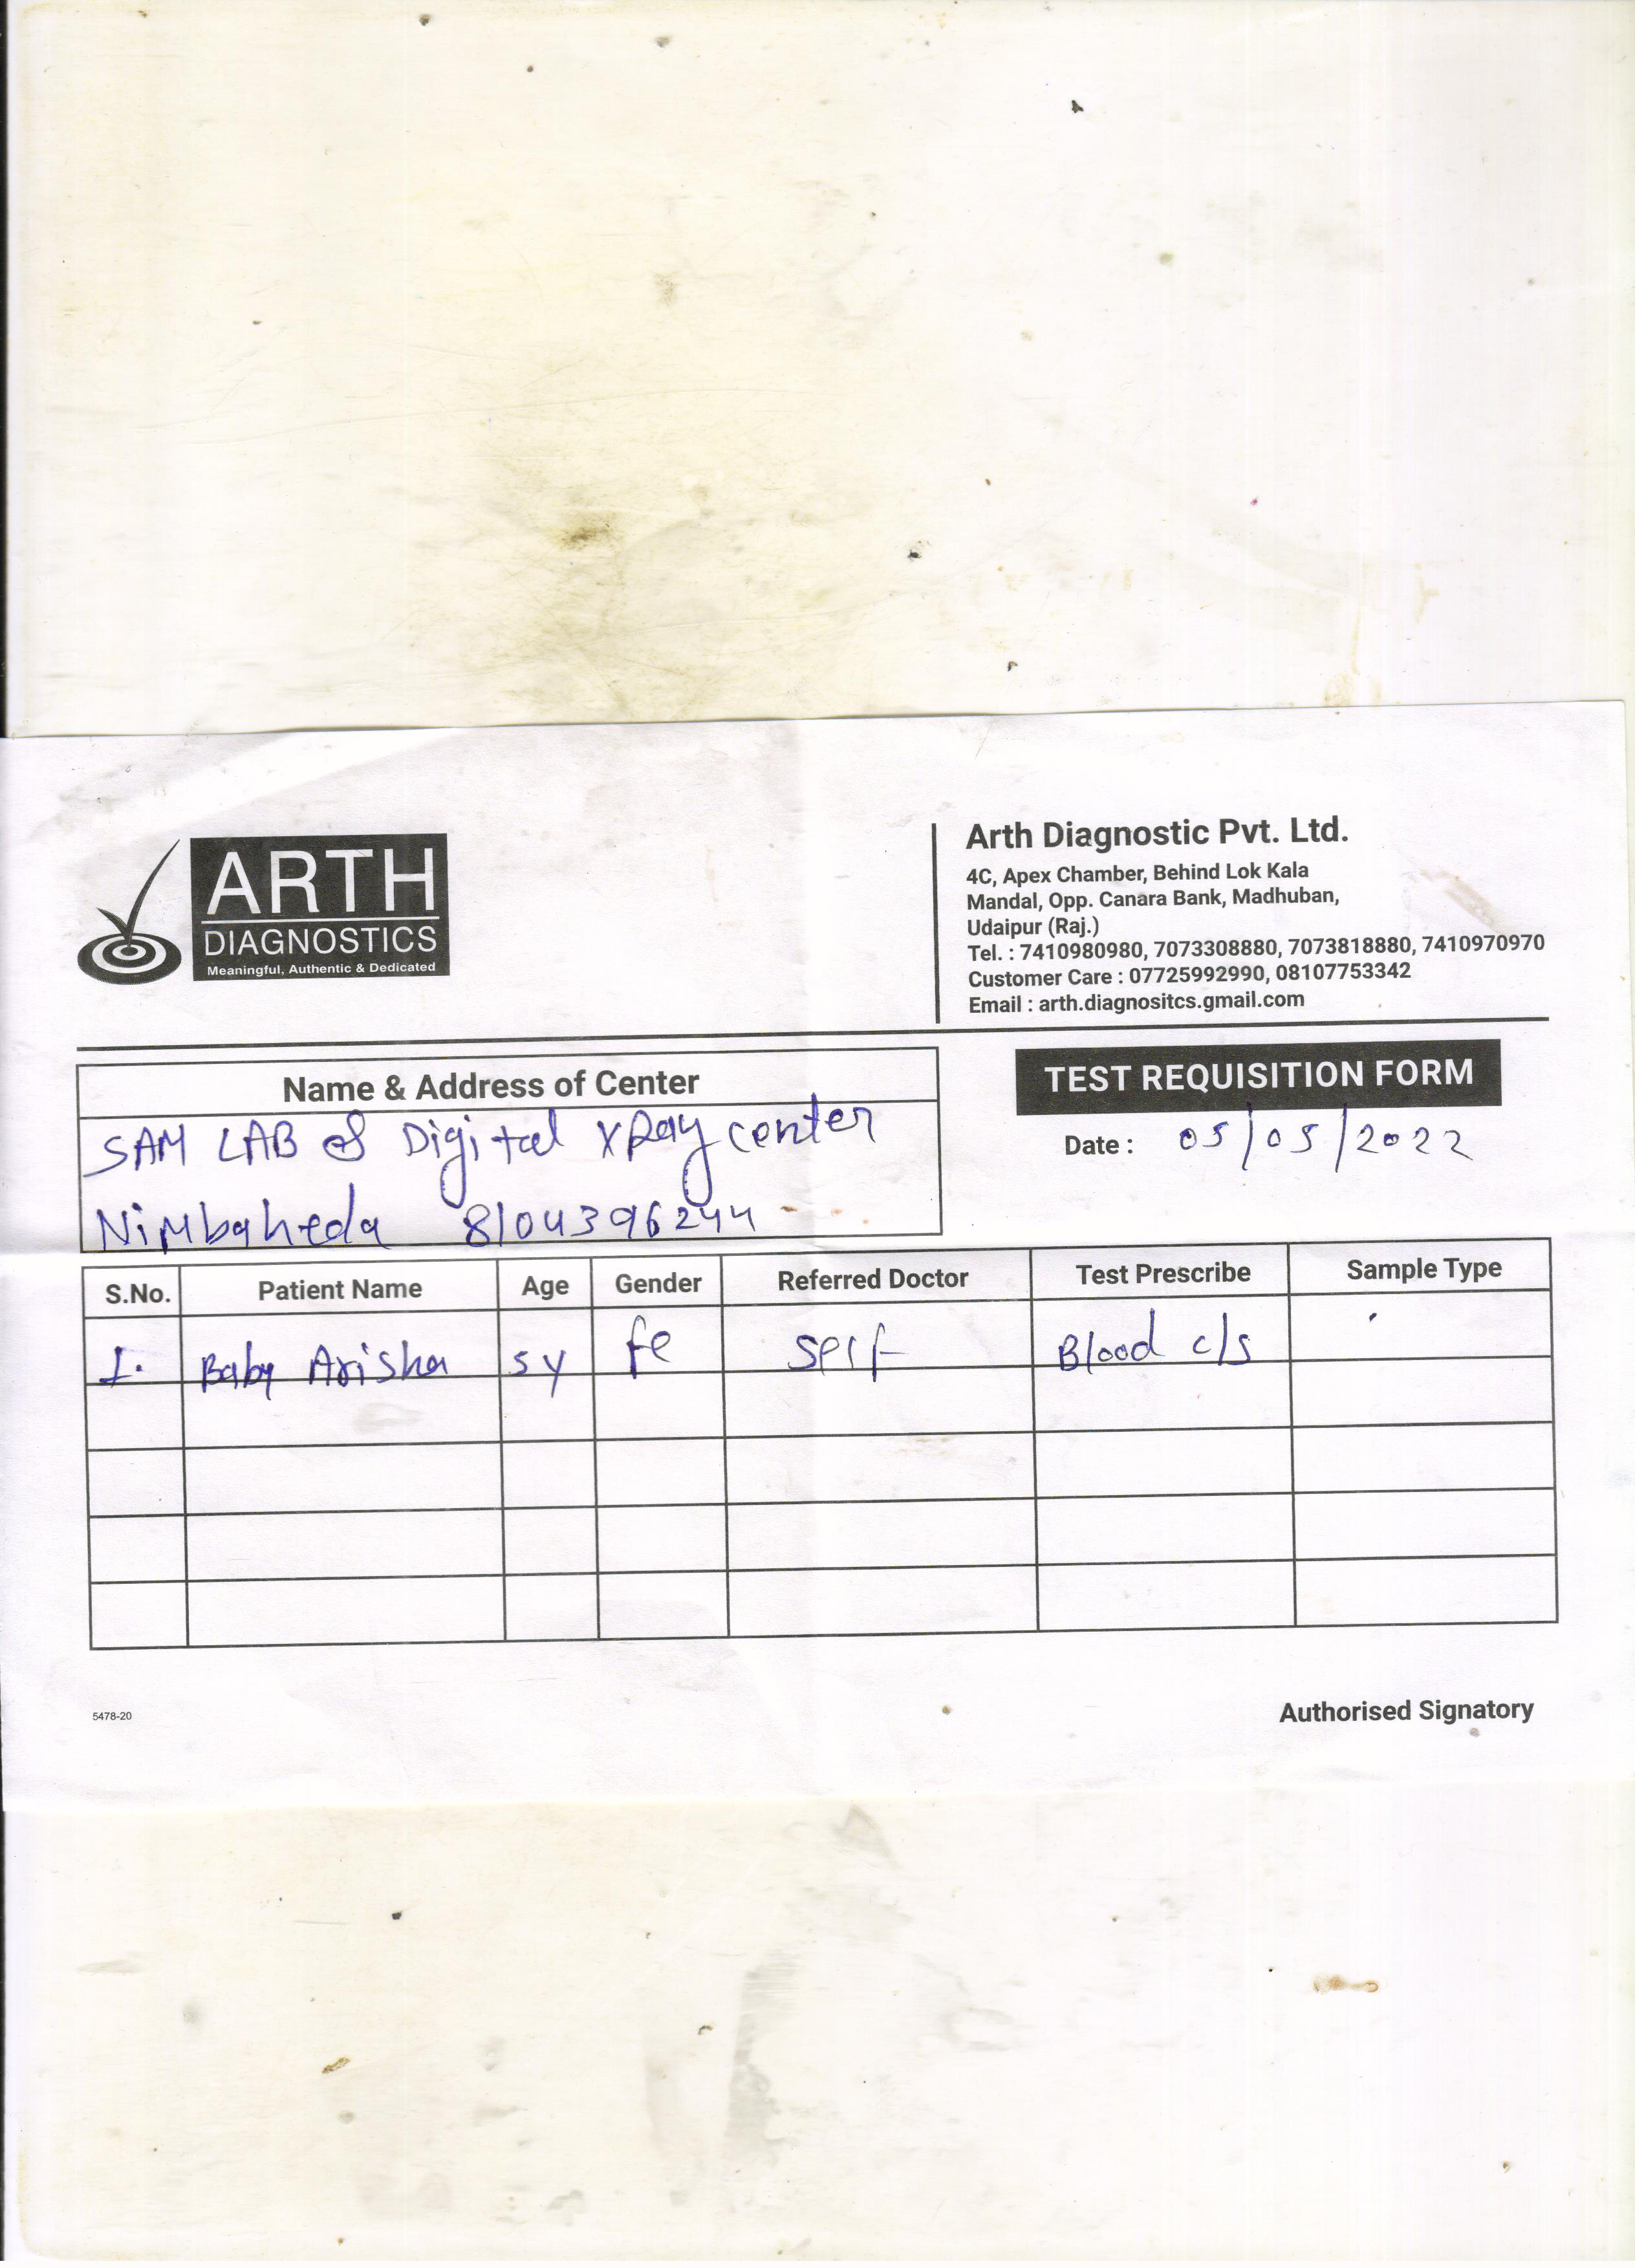 ARTH
DIAGNOSTICS
Meaningful, Authentic & Dedicated
Arth Diagnostic Pvt. Ltd.
4C, Apex Chamber, Behind Lok Kala
Mandal, Opp. Canara Bank, Madhuban,
Udaipur (Raj.)
Tel. : 7410980980, 7073308880, 7073818880, 7410970970
Customer Care : 07725992990, 08107753342
Email : arth.diagnositcs.gmail.com
Name & Address of Center
SAM LAB & Digital XRay center
Nimbaheda 8104396244
TEST REQUISITION FORM
Date : 05/05/2022
S.No. Patient Name Age Gender Referred Doctor Test Prescribe Sample Type
1. Baby Arisha 5y fe Self Blood c/s
5478-20
Authorised Signatory